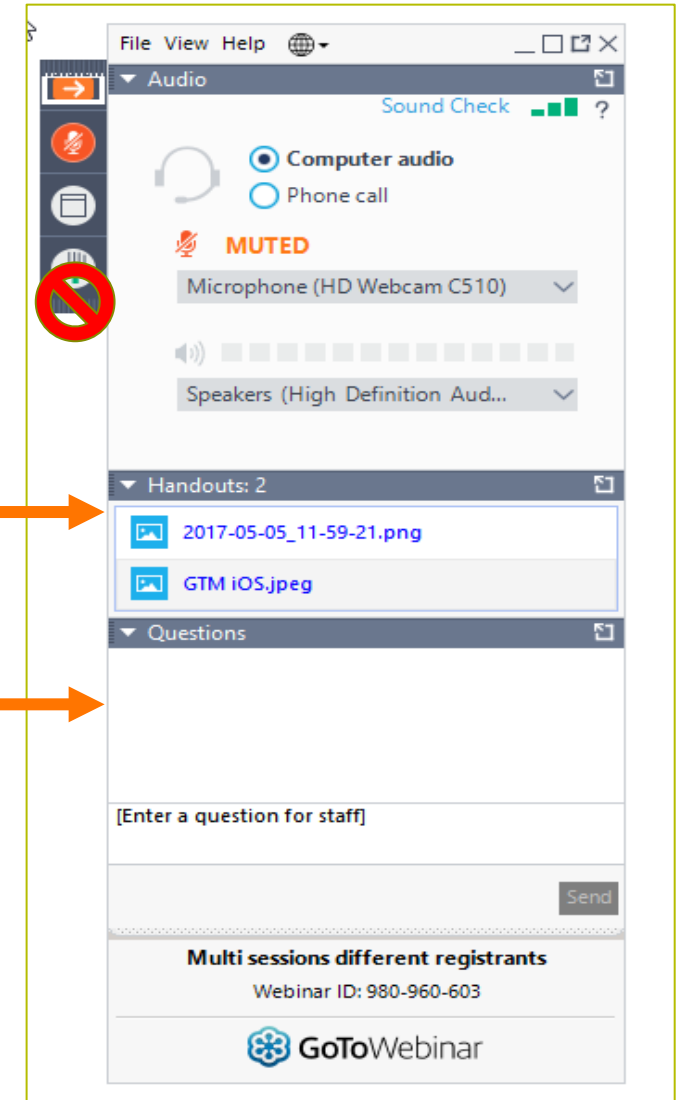 File View Help
Audio
Sound Check ?
Computer audio
Phone call
MUTED
Microphone (HD Webcam C510)
Speakers (High Definition Aud...
Handouts: 2
2017-05-05_11-59-21.png
GTM iOS.jpeg
Questions
[Enter a question for staff]
Send
Multi sessions different registrants
Webinar ID: 980-960-603
GoToWebinar